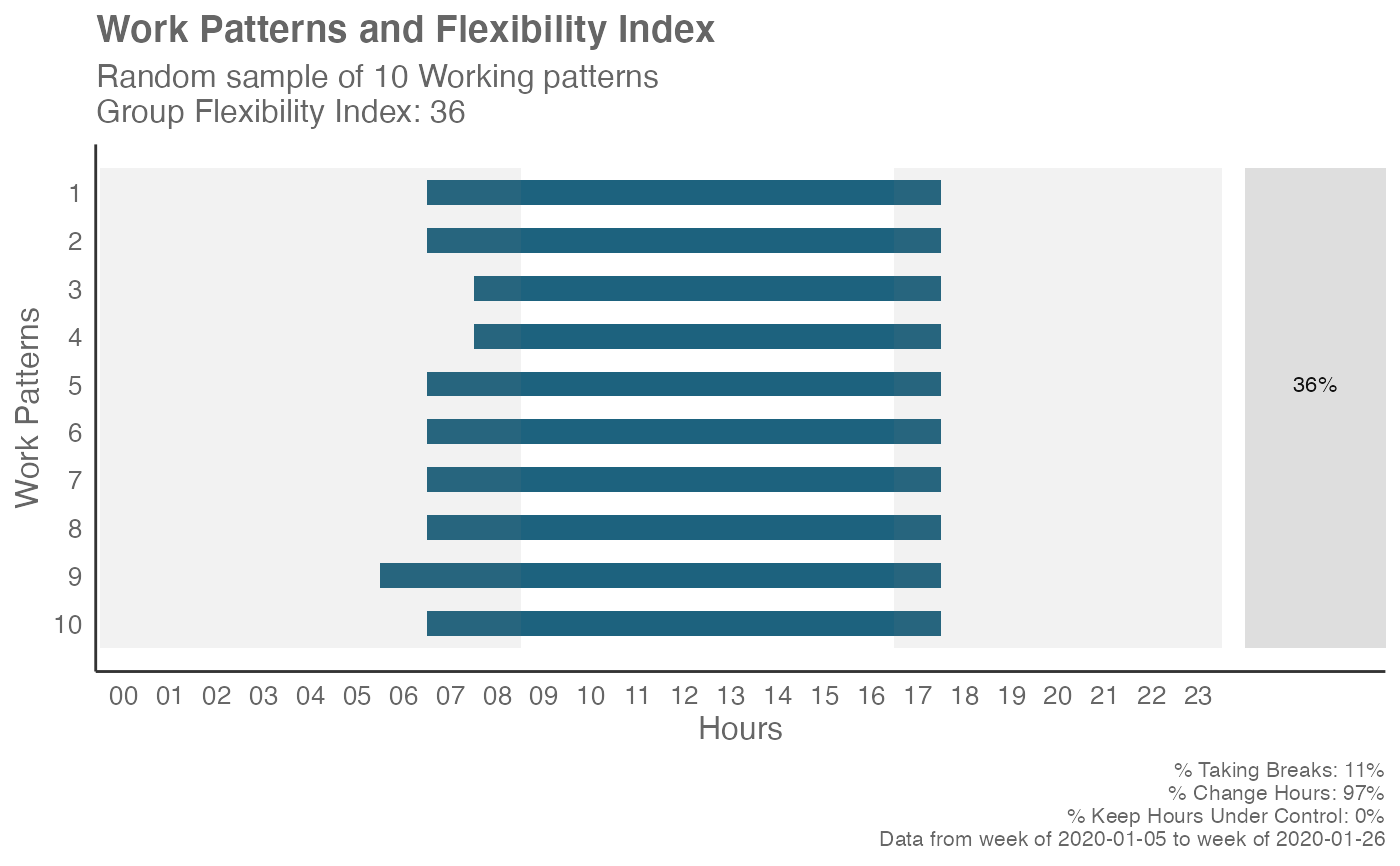 Work Patterns and Flexibility Index
Random sample of 10 Working patterns
Group Flexibility Index: 36
Work Patterns
1
2
3
4
5
6
7
8
9
10
36%
00 01 02 03 04 05 06 07 08 09 10 11 12 13 14 15 16 17 18 19 20 21 22 23
Hours
% Taking Breaks: 11%
% Change Hours: 97%
% Keep Hours Under Control: 0%
Data from week of 2020-01-05 to week of 2020-01-26